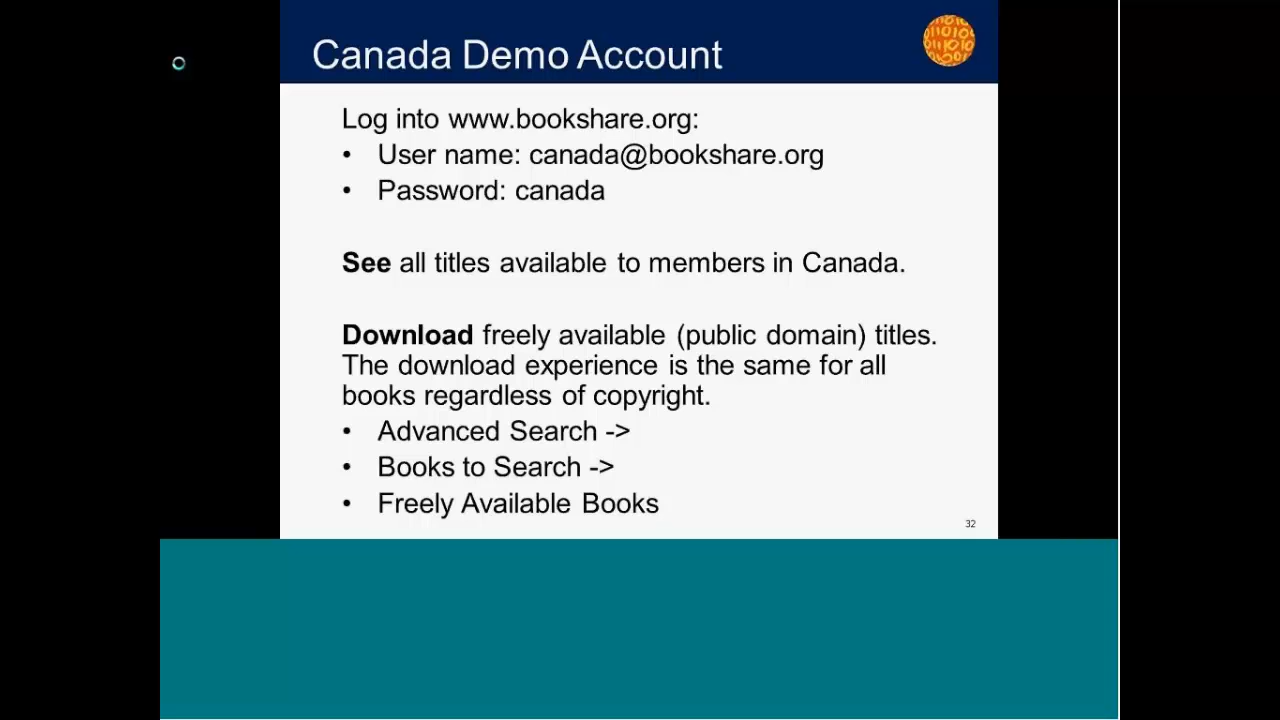 Canada Demo Account
Log into www.bookshare.org:
• User name: canada@bookshare.org
• Password: canada
See all titles available to members in Canada.
Download freely available (public domain) titles.
The download experience is the same for all
books regardless of copyright.
• Advanced Search ->
• Books to Search ->
• Freely Available Books
32